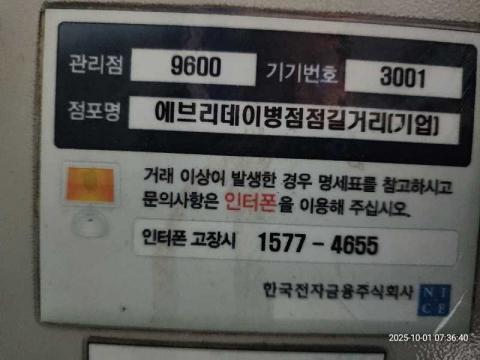 관리점 9600 기기번호 3001
점포명 에브리데이병점점길거리(기업)
거래 이상이 발생한 경우 명세표를 참고하시고
문의사항은 인터폰을 이용해 주십시오.
인터폰 고장시 1577-4655
한국전자금융주식회사 NICE
2025-10-01 07:36:40